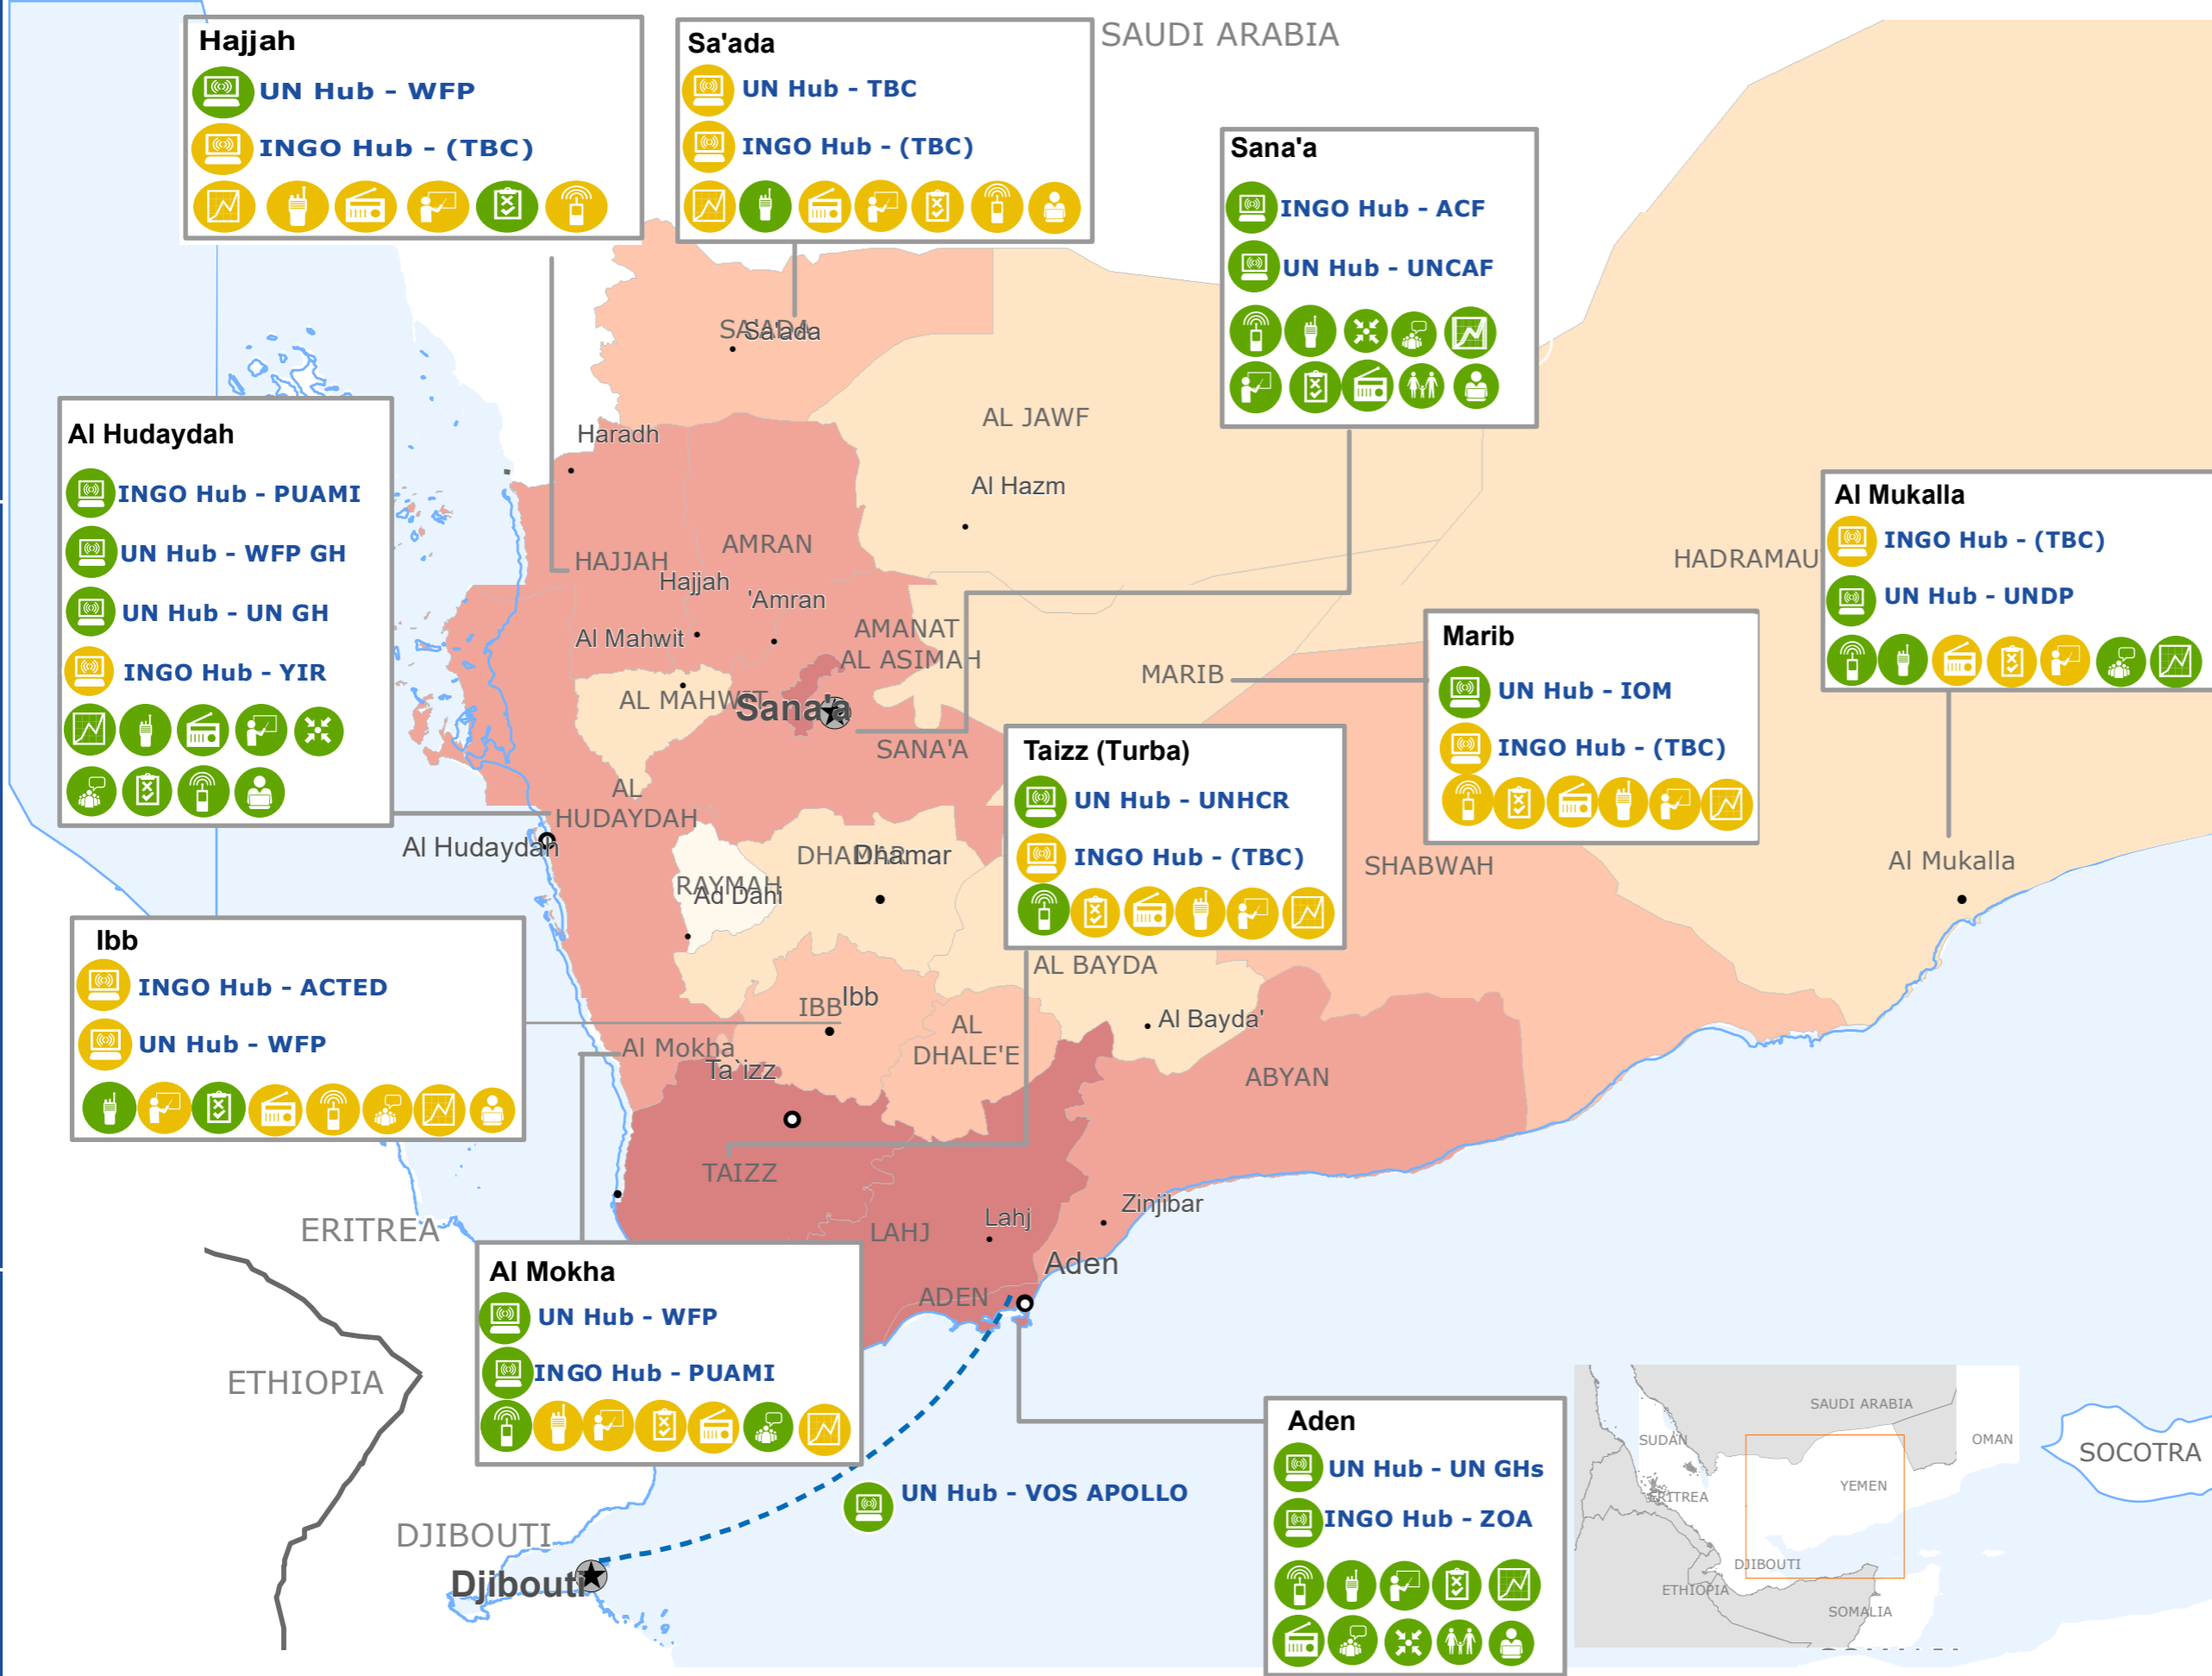 Hajjah
UN Hub - WFP
INGO Hub - (TBC)
Sa'ada
UN Hub - TBC
INGO Hub - (TBC)
SAUDI ARABIA
Sana'a
INGO Hub - ACF
UN Hub - UNCAF
SA'ADA
Sa'ada
Al Hudaydah
INGO Hub - PUAMI
UN Hub - WFP GH
UN Hub - UN GH
INGO Hub - YIR
Haradh
AL JAWF
Al Hazm
Al Mukalla
INGO Hub - (TBC)
UN Hub - UNDP
HADRAMAU
HAJJAH
AMRAN
Hajjah
'Amran
Al Mahwit
AMANAT
AL ASIMAH
MARIB
Marib
UN Hub - IOM
INGO Hub - (TBC)
AL MAHWIT
Sana'a
SANA'A
Taizz (Turba)
UN Hub - UNHCR
INGO Hub - (TBC)
AL
HUDAYDAH
Al Hudaydah
DHAMAR
Dhamar
RAYMAH
Ad Dahi
SHABWAH
Al Mukalla
Ibb
INGO Hub - ACTED
UN Hub - WFP
AL BAYDA
Al Bayda'
IBB
Ibb
AL
DHALE'E
Al Mokha
Ta`izz
ABYAN
TAIZZ
LAHJ
Lahj
Zinjibar
Aden
ADEN
ERITREA
Al Mokha
UN Hub - WFP
INGO Hub - PUAMI
ETHIOPIA
UN Hub - VOS APOLLO
DJIBOUTI
Djibouti
Aden
UN Hub - UN GHs
INGO Hub - ZOA
SAUDI ARABIA
SUDAN
OMAN
ERITREA
YEMEN
DJIBOUTI
ETHIOPIA
SOMALIA
SOCOTRA